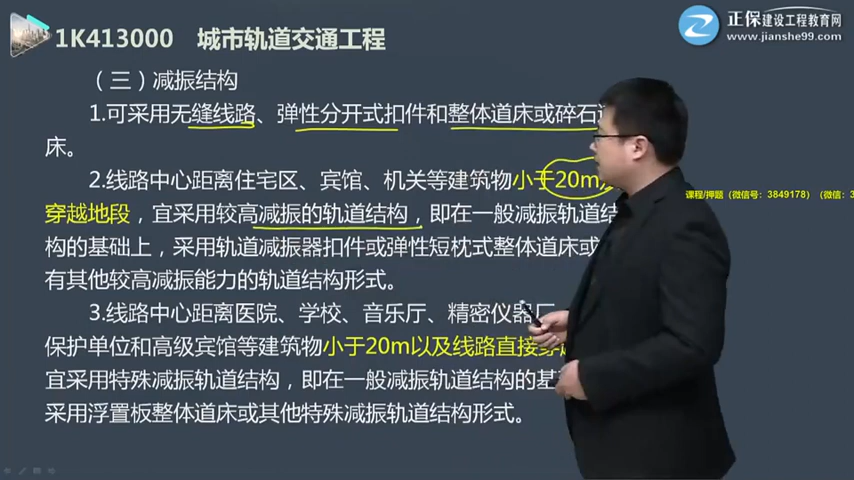 1K413000 城市轨道交通工程
正保建设工程教育网
www.jianshe99.com
（三）减振结构
1.可采用无缝线路、弹性分开式扣件和整体道床或碎石
床。
2.线路中心距离住宅区、宾馆、机关等建筑物小于20m
穿越地段，宜采用较高减振的轨道结构，即在一般减振轨道结
构的基础上，采用轨道减振器扣件或弹性短枕式整体道床或
有其他较高减振能力的轨道结构形式。
3.线路中心距离医院、学校、音乐厅、精密仪器厂
保护单位和高级宾馆等建筑物小于20m以及线路直接穿
宜采用特殊减振轨道结构，即在一般减振轨道结构的基
采用浮置板整体道床或其他特殊减振轨道结构形式。
课程/押题（微信号：3849178）（微信：3